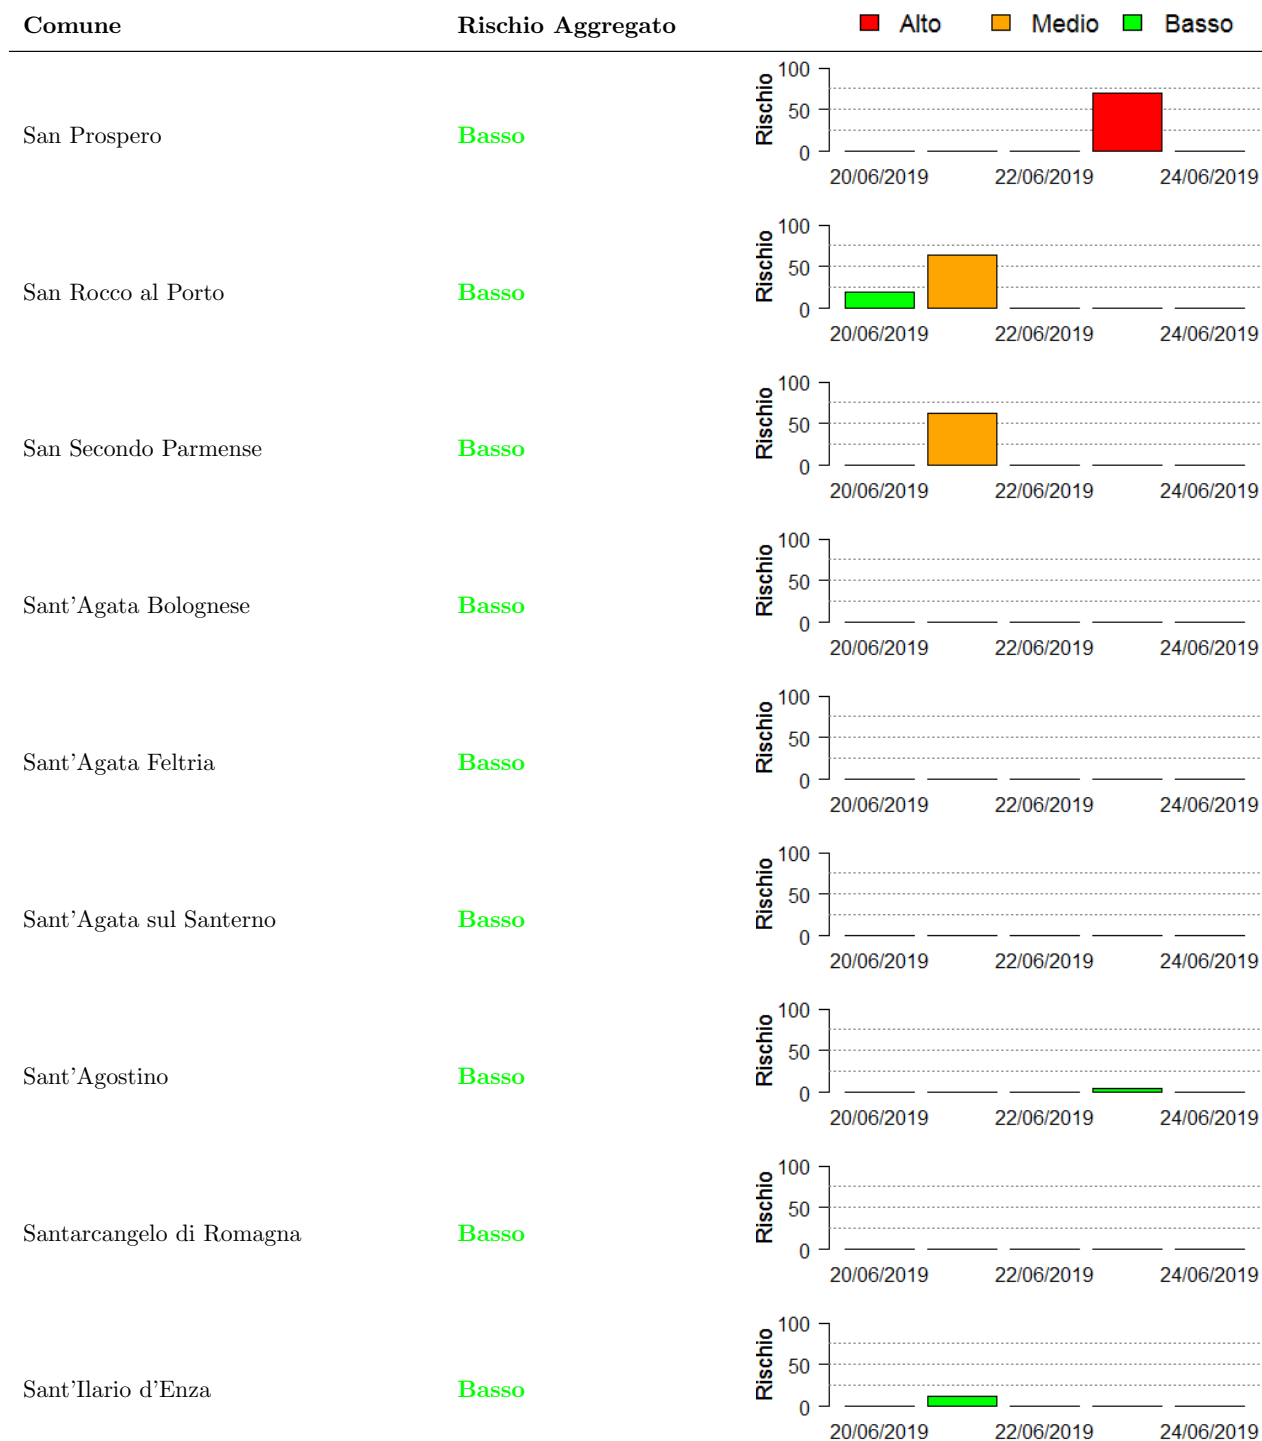 Comune Rischio Aggregato Alto Medio Basso
San Prospero Basso Rischio 100 50 0
20/06/2019 22/06/2019 24/06/2019
San Rocco al Porto Basso Rischio 100 50 0
20/06/2019 22/06/2019 24/06/2019
San Secondo Parmense Basso Rischio 100 50 0
20/06/2019 22/06/2019 24/06/2019
Sant'Agata Bolognese Basso Rischio 100 50 0
20/06/2019 22/06/2019 24/06/2019
Sant'Agata Feltria Basso Rischio 100 50 0
20/06/2019 22/06/2019 24/06/2019
Sant'Agata sul Santerno Basso Rischio 100 50 0
20/06/2019 22/06/2019 24/06/2019
Sant'Agostino Basso Rischio 100 50 0
20/06/2019 22/06/2019 24/06/2019
Santarcangelo di Romagna Basso Rischio 100 50 0
20/06/2019 22/06/2019 24/06/2019
Sant'Ilario d'Enza Basso Rischio 100 50 0
20/06/2019 22/06/2019 24/06/2019